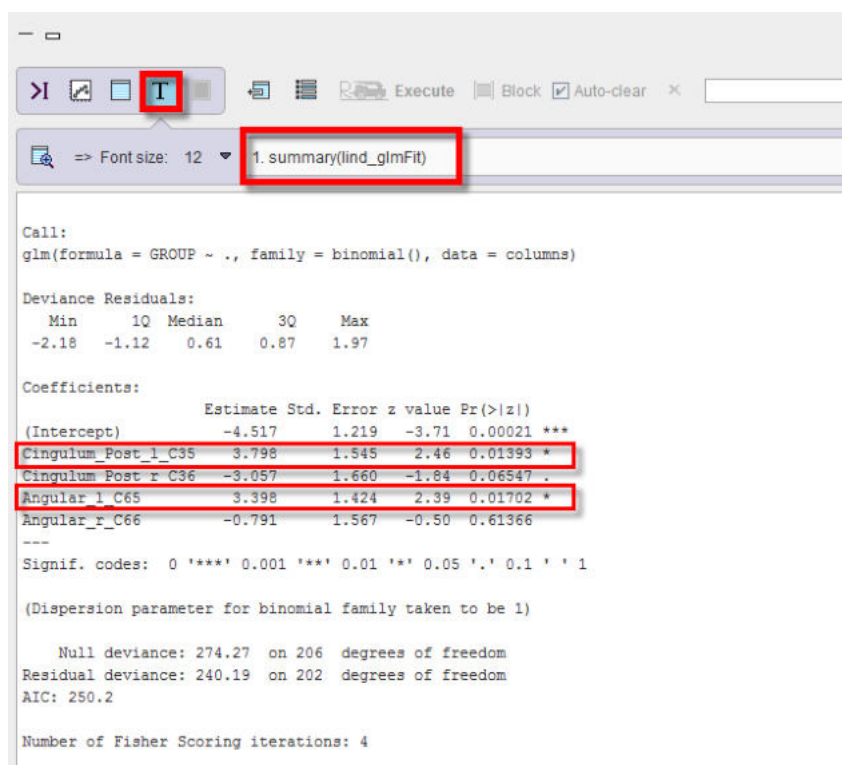 >I T Execute Block Auto-clear ×
=> Font size: 12 1. summary(lind_glmFit)
Call:
glm(formula = GROUP ~ ., family = binomial(), data = columns)
Deviance Residuals:
Min 1Q Median 3Q Max
-2.18 -1.12 0.61 0.87 1.97
Coefficients:
Estimate Std. Error z value Pr(>|z|)
(Intercept) -4.517 1.219 -3.71 0.00021 ***
Cingulum_Post_l_C35 3.798 1.545 2.46 0.01393 *
Cingulum_Post_r_C36 -3.057 1.660 -1.84 0.06547 .
Angular_l_C65 3.398 1.424 2.39 0.01702 *
Angular_r_C66 -0.791 1.567 -0.50 0.61366
---
Signif. codes: 0 '***' 0.001 '**' 0.01 '*' 0.05 '.' 0.1 ' ' 1
(Dispersion parameter for binomial family taken to be 1)
Null deviance: 274.27 on 206 degrees of freedom
Residual deviance: 240.19 on 202 degrees of freedom
AIC: 250.2
Number of Fisher Scoring iterations: 4